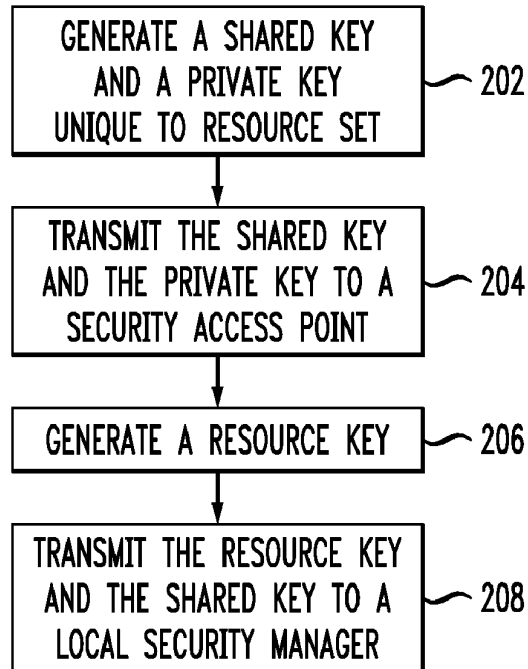 GENERATE A SHARED KEY
AND A PRIVATE KEY
UNIQUE TO RESOURCE SET
202
TRANSMIT THE SHARED KEY
AND THE PRIVATE KEY TO A
SECURITY ACCESS POINT
204
GENERATE A RESOURCE KEY
206
TRANSMIT THE RESOURCE KEY
AND THE SHARED KEY TO A
LOCAL SECURITY MANAGER
208